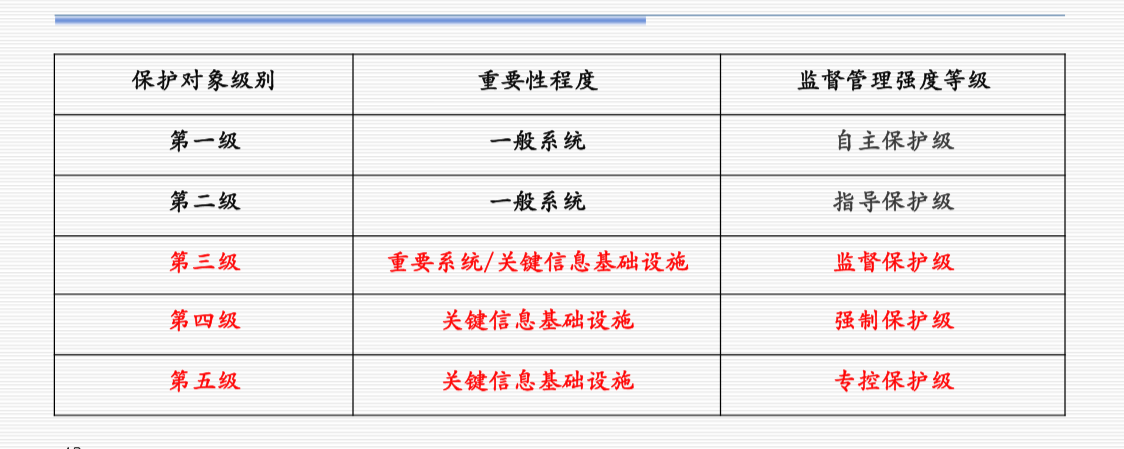 保护对象级别 重要性程度 监督管理强度等级
第一级 一般系统 自主保护级
第二级 一般系统 指导保护级
第三级 重要系统/关键信息基础设施 监督保护级
第四级 关键信息基础设施 强制保护级
第五级 关键信息基础设施 专控保护级